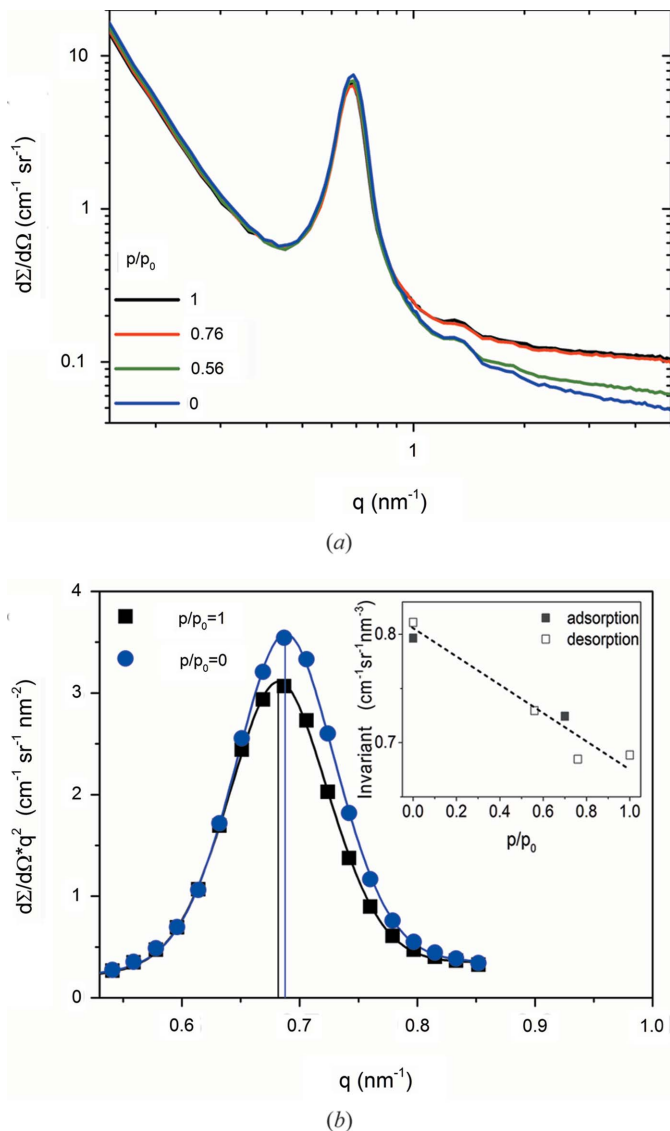 10
1
0.1
dΣ/dΩ (cm⁻¹ sr⁻¹)
p/p₀
1
0.76
0.56
0
1
q (nm⁻¹)
(a)
4
3
2
1
0
dΣ/dΩ*q² (cm⁻¹ sr⁻¹ nm⁻²)
p/p₀=1
p/p₀=0
adsorption
desorption
Invariant (cm⁻¹sr⁻¹nm⁻³)
0.8
0.7
0.0 0.2 0.4 0.6 0.8 1.0
p/p₀
0.6 0.7 0.8 0.9 1.0
q (nm⁻¹)
(b)